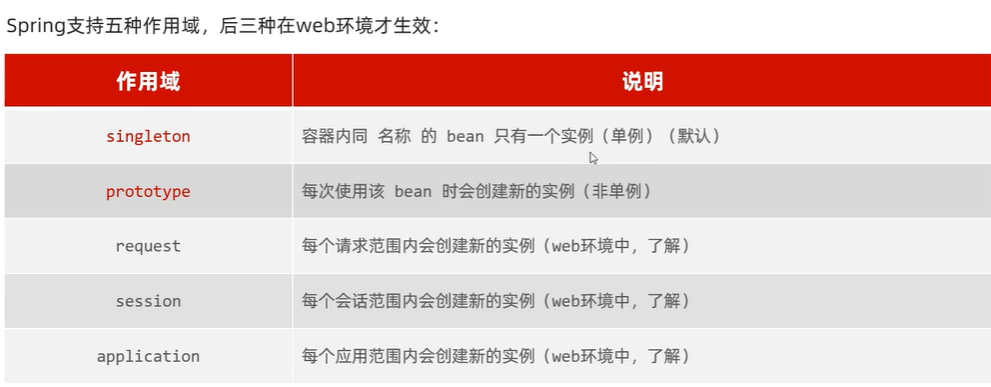 Spring支持五种作用域，后三种在web环境才生效：
作用域 说明
singleton 容器内同 名称 的 bean 只有一个实例（单例）（默认）
prototype 每次使用该 bean 时会创建新的实例（非单例）
request 每个请求范围内会创建新的实例（web环境中，了解）
session 每个会话范围内会创建新的实例（web环境中，了解）
application 每个应用范围内会创建新的实例（web环境中，了解）